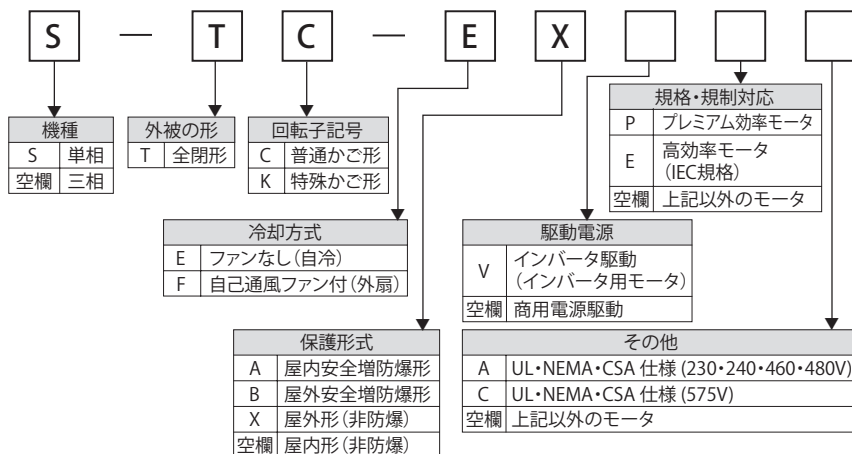 S — T C — E X
機種
S 単相
空欄 三相
外被の形
T 全閉形
回転子記号
C 普通かご形
K 特殊かご形
規格・規制対応
P プレミアム効率モータ
E 高効率モータ
(IEC規格)
空欄 上記以外のモータ
冷却方式
E ファンなし(自冷)
F 自己通風ファン付(外扇)
駆動電源
V インバータ駆動
(インバータ用モータ)
空欄 商用電源駆動
保護形式
A 屋内安全増防爆形
B 屋外安全増防爆形
X 屋外形(非防爆)
空欄 屋内形(非防爆)
その他
A UL・NEMA・CSA 仕様 (230・240・460・480V)
C UL・NEMA・CSA 仕様 (575V)
空欄 上記以外のモータ